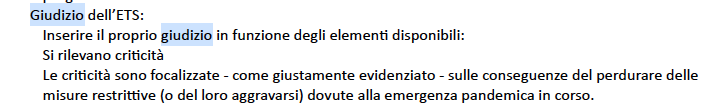 Giudizio dell'ETS:
Inserire il proprio giudizio in funzione degli elementi disponibili:
Si rilevano criticità
Le criticità sono focalizzate - come giustamente evidenziato - sulle conseguenze del perdurare delle
misure restrittive (o del loro aggravarsi) dovute alla emergenza pandemica in corso.